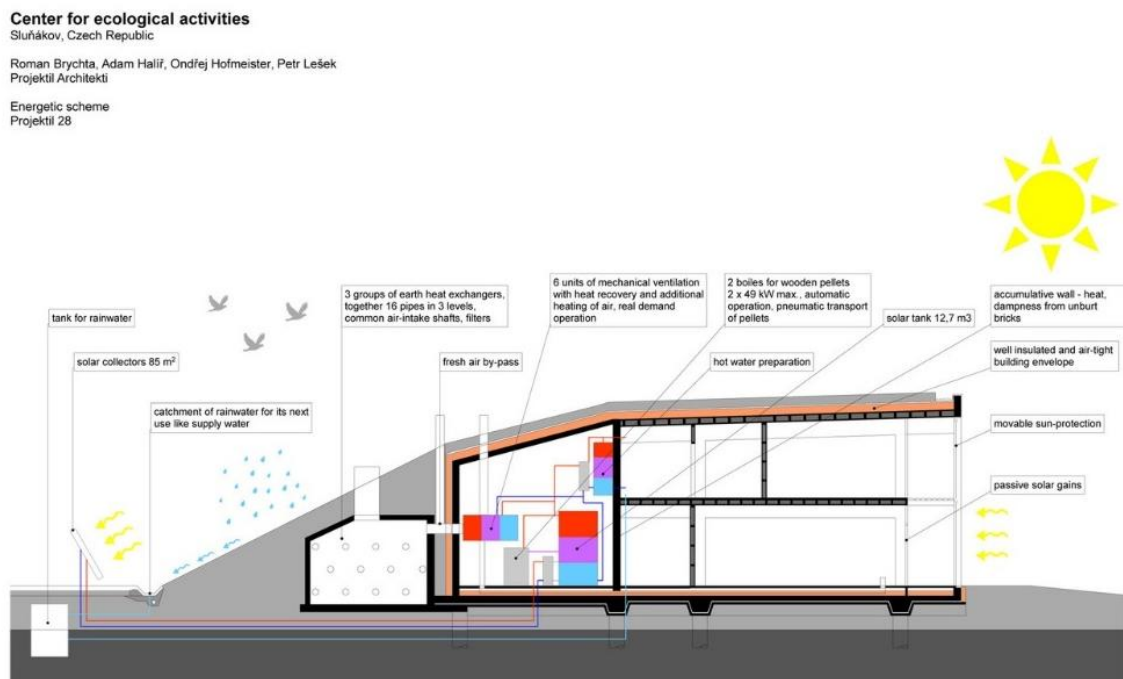 Center for ecological activities
Sluňákov, Czech Republic
Roman Brychta, Adam Halíř, Ondřej Hofmeister, Petr Lešek
Projektil Architekti
Energetic scheme
Projektil 28
tank for rainwater
solar collectors 85 m²
catchment of rainwater for its next
use like supply water
3 groups of earth heat exchangers,
together 16 pipes in 3 levels,
common air-intake shafts, filters
fresh air by-pass
6 units of mechanical ventilation
with heat recovery and additional
heating of air, real demand
operation
2 boiles for wooden pellets
2 x 49 kW max., automatic
operation, pneumatic transport
of pellets
hot water preparation
solar tank 12,7 m3
accumulative wall - heat,
dampness from unburt
bricks
well insulated and air-tight
building envelope
movable sun-protection
passive solar gains